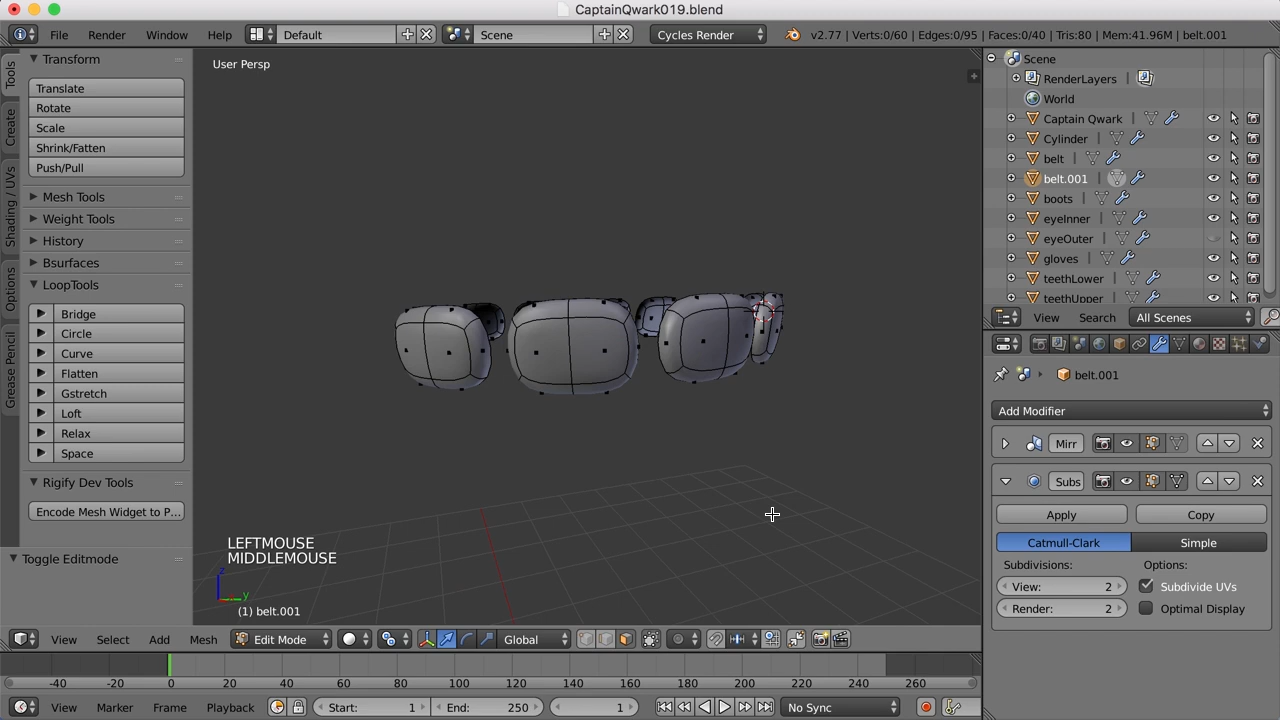 CaptainQwark019.blend
File Render Window Help Default Scene Cycles Render v2.77 | Verts:0/60 | Edges:0/95 | Faces:0/40 | Tris:80 | Mem:41.96M | belt.001
Tools
Create
Shading / UVs
Options
Grease Pencil
Transform
Translate
Rotate
Scale
Shrink/Fatten
Push/Pull
Mesh Tools
Weight Tools
History
Bsurfaces
LoopTools
Bridge
Circle
Curve
Flatten
Gstretch
Loft
Relax
Space
Rigify Dev Tools
Encode Mesh Widget to P...
Toggle Editmode
User Persp
LEFTMOUSE
MIDDLEMOUSE
z
y
(1) belt.001
View Select Add Mesh Edit Mode Global
-40 -20 0 20 40 60 80 100 120 140 160 180 200 220 240 260
View Marker Frame Playback Start: 1 End: 250 1 No Sync
Scene
RenderLayers
World
Captain Qwark
Cylinder
belt
belt.001
boots
eyeInner
eyeOuter
gloves
teethLower
teethUpper
View Search All Scenes
belt.001
Add Modifier
Mirr
Subs
Apply Copy
Catmull-Clark Simple
Subdivisions: Options:
View: 2 Subdivide UVs
Render: 2 Optimal Display